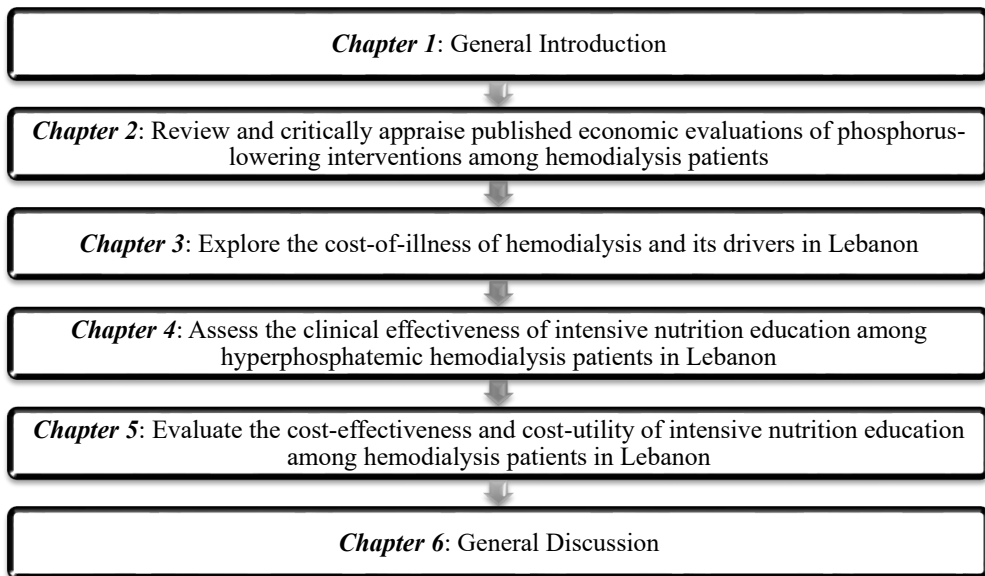 Chapter 1: General Introduction
Chapter 2: Review and critically appraise published economic evaluations of phosphorus-
lowering interventions among hemodialysis patients
Chapter 3: Explore the cost-of-illness of hemodialysis and its drivers in Lebanon
Chapter 4: Assess the clinical effectiveness of intensive nutrition education among
hyperphosphatemic hemodialysis patients in Lebanon
Chapter 5: Evaluate the cost-effectiveness and cost-utility of intensive nutrition education
among hemodialysis patients in Lebanon
Chapter 6: General Discussion